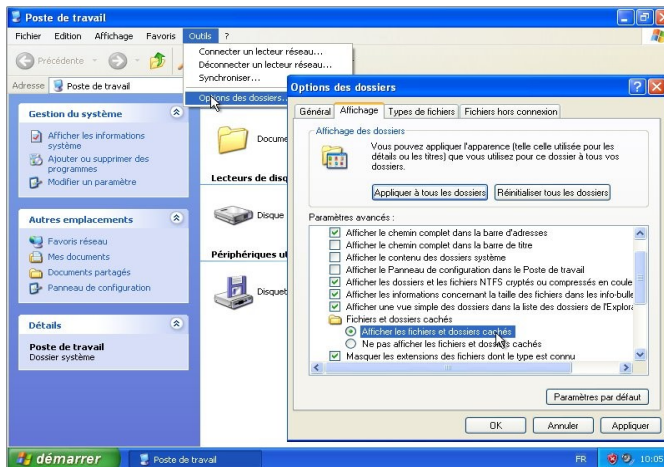 Poste de travail
Fichier Edition Affichage Favoris Outils ?
Précédente
Adresse Poste de travail
Connecter un lecteur réseau...
Déconnecter un lecteur réseau...
Synchroniser...
Options des dossiers...
Gestion du système
Afficher les informations
système
Ajouter ou supprimer des
programmes
Modifier un paramètre
Autres emplacements
Favoris réseau
Mes documents
Documents partagés
Panneau de configuration
Détails
Poste de travail
Dossier système
Docume
Lecteurs de disq
Disque
Périphériques ut
Disquet
Options des dossiers
Général Affichage Types de fichiers Fichiers hors connexion
Affichage des dossiers
Vous pouvez appliquer l'apparence (telle celle utilisée pour les
détails ou les titres) que vous utilisez pour ce dossier à tous vos
dossiers.
Appliquer à tous les dossiers Réinitialiser tous les dossiers
Paramètres avancés :
Afficher le chemin complet dans la barre d'adresses
Afficher le chemin complet dans la barre de titre
Afficher le contenu des dossiers système
Afficher le Panneau de configuration dans le Poste de travail
Afficher les dossiers et les fichiers NTFS cryptés ou compressés en coule
Afficher les informations concernant la taille des fichiers dans les info-bulle
Afficher une vue simple des dossiers dans la liste des dossiers de l'Explora
Fichiers et dossiers cachés
Afficher les fichiers et dossiers cachés
Ne pas afficher les fichiers et dossiers cachés
Masquer les extensions des fichiers dont le type est connu
Paramètres par défaut
OK Annuler Appliquer
démarrer Poste de travail FR 10:05